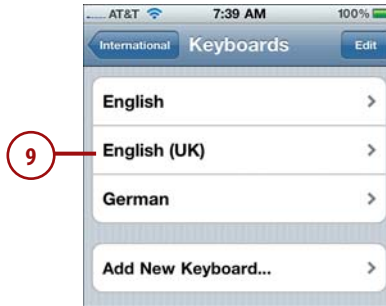 AT&T 7:39 AM 100%
International Keyboards Edit
English
9 English (UK)
German
Add New Keyboard...